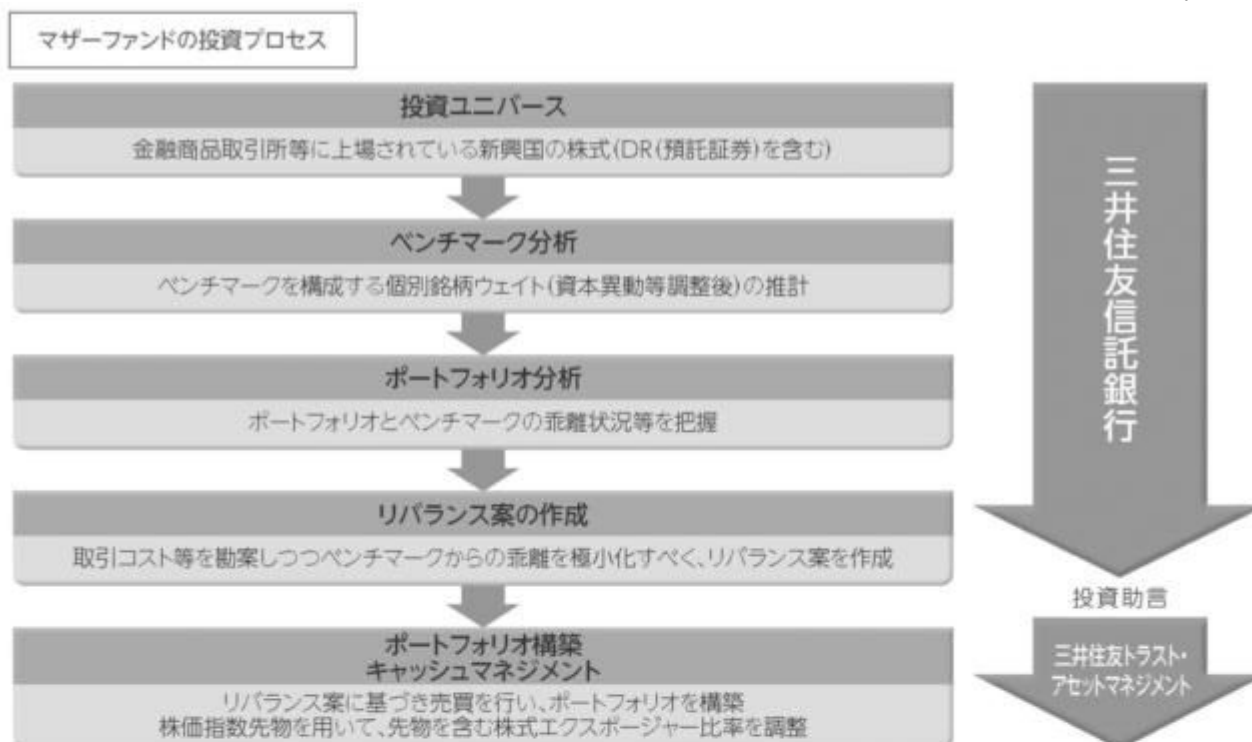 マザーファンドの投資プロセス
投資ユニバース
金融商品取引所等に上場されている新興国の株式(DR(預託証券)を含む)
ベンチマーク分析
ベンチマークを構成する個別銘柄ウェイト(資本異動等調整後)の推計
ポートフォリオ分析
ポートフォリオとベンチマークの乖離状況等を把握
リバランス案の作成
取引コスト等を勘案しつつベンチマークからの乖離を極小化すべく、リバランス案を作成
ポートフォリオ構築
キャッシュマネジメント
リバランス案に基づき売買を行い、ポートフォリオを構築
株価指数先物を用いて、先物を含む株式エクスポージャー比率を調整
三井住友信託銀行
投資助言
三井住友トラスト・
アセットマネジメント